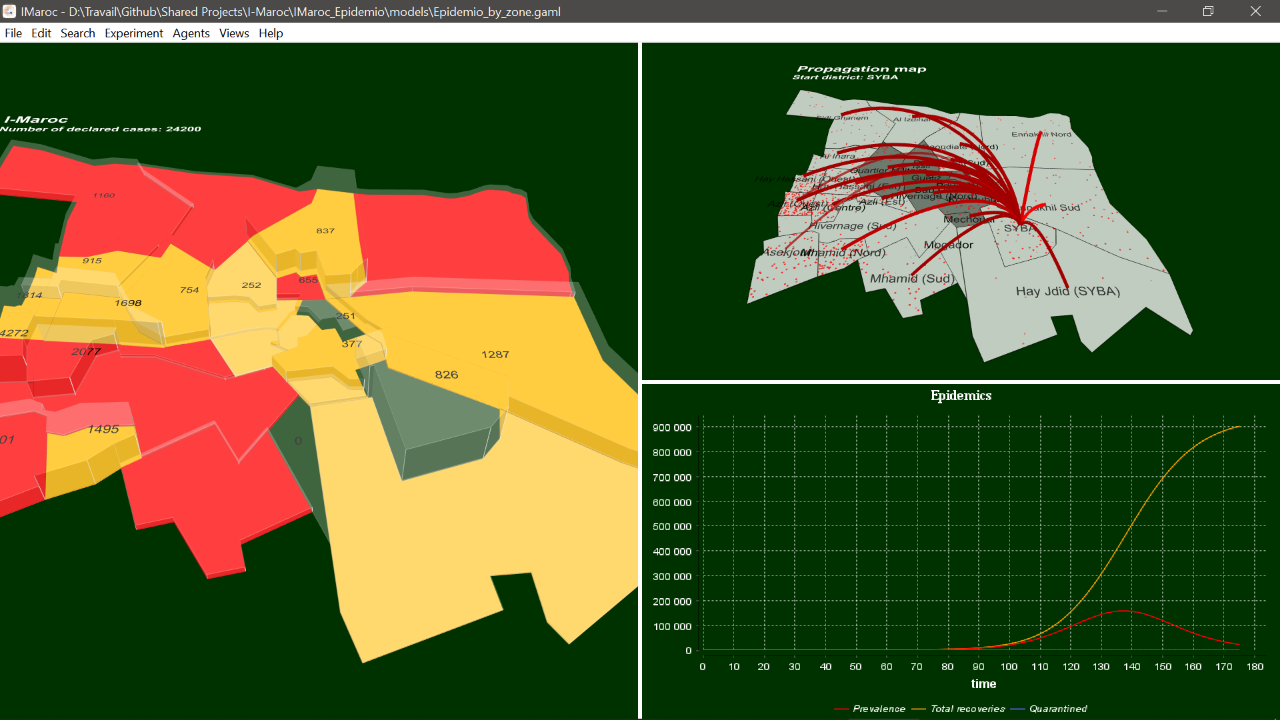 IMaroc - D:\Travail\Github\Shared Projects\I-Maroc\IMaroc_Epidemio\models\Epidemio_by_zone.gaml
File Edit Search Experiment Agents Views Help
I-Maroc
Number of declared cases: 24200
1160
837
915
754
252
655
1698
251
4272
2077
377
1287
826
1495
01
0
Propagation map
Start district: SYBA
Ennakhil Nord
Al Inara
Hivernage (Nord)
Azli (Est)
Azli (Centre)
Mechouar
SYBA
Hivernage (Sud)
Mogador
Mhamid (Nord)
Mhamid (Sud)
Hay Jdid (SYBA)
Epidemics
900 000
800 000
700 000
600 000
500 000
400 000
300 000
200 000
100 000
0
0 10 20 30 40 50 60 70 80 90 100 110 120 130 140 150 160 170 180
time
Prevalence Total recoveries Quarantined